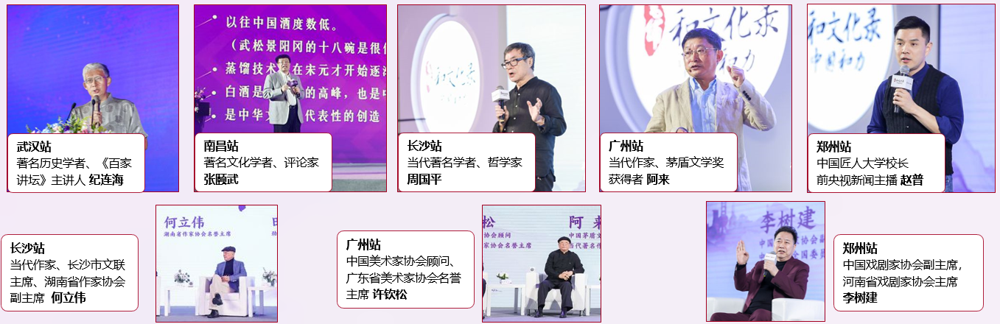 以往中国酒度数低。
（武松景阳冈的十八碗是很
蒸馏技术 在宋元才开始逐
白酒是 的高峰，也是
是中华 代表性的创造
和文化录
和文化录
和文化录
中国和力
武汉站
著名历史学者、《百家
讲坛》主讲人 纪连海
南昌站
著名文化学者、评论家
张颐武
长沙站
当代著名学者、哲学家
周国平
广州站
当代作家、茅盾文学奖
获得者 阿来
郑州站
中国匠人大学校长
前央视新闻主播 赵普
长沙站
当代作家、长沙市文联
主席、湖南省作家协会
副主席 何立伟
何立伟
湖南省作家协会名誉主席
广州站
中国美术家协会顾问、
广东省美术家协会名誉
主席 许钦松
松
协会顾问
家协会名誉主席
阿来
中国茅盾文
当代著名作
李树建
中国 家协会副
全国委员
郑州站
中国戏剧家协会副主席，
河南省戏剧家协会主席
李树建